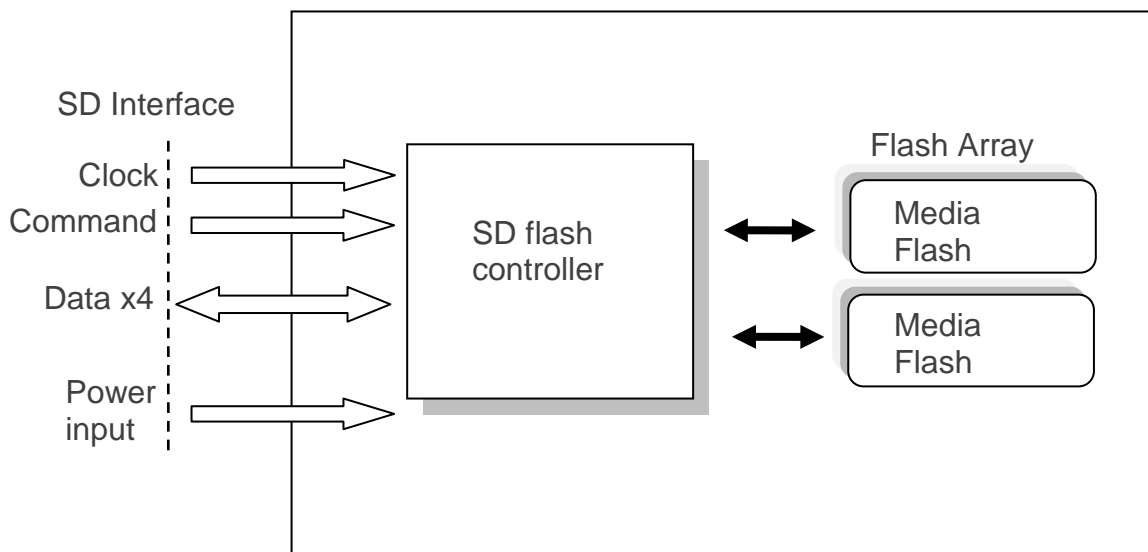 SD Interface
Clock
Command
Data x4
Power
input
SD flash
controller
Flash Array
Media
Flash
Media
Flash